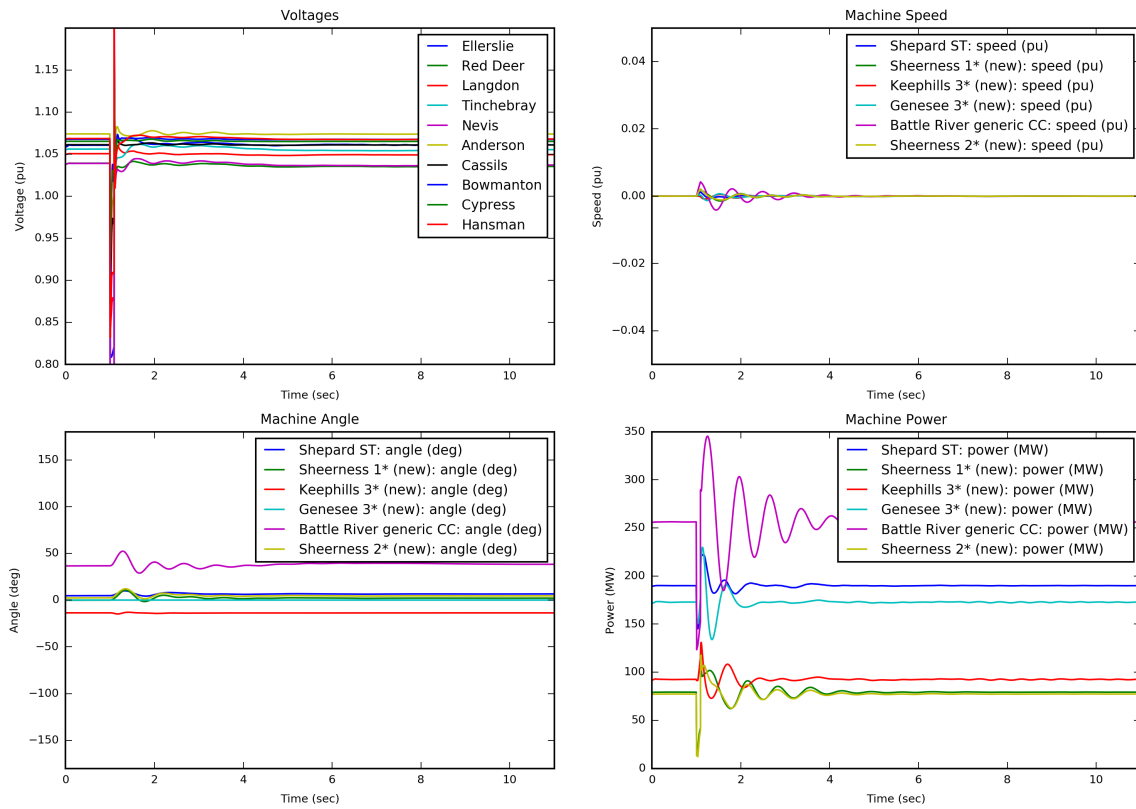 Voltages
1.15
1.10
1.05
1.00
0.95
0.90
0.85
0.80
Voltage (pu)
0
2
4
6
8
10
Time (sec)
Ellerslie
Red Deer
Langdon
Tinchebray
Nevis
Anderson
Cassils
Bowmanton
Cypress
Hansman
Machine Speed
0.04
0.02
0.00
−0.02
−0.04
Speed (pu)
0
2
4
6
8
10
Time (sec)
Shepard ST: speed (pu)
Sheerness 1* (new): speed (pu)
Keephills 3* (new): speed (pu)
Genesee 3* (new): speed (pu)
Battle River generic CC: speed (pu)
Sheerness 2* (new): speed (pu)
Machine Angle
150
100
50
0
−50
−100
−150
Angle (deg)
0
2
4
6
8
10
Time (sec)
Shepard ST: angle (deg)
Sheerness 1* (new): angle (deg)
Keephills 3* (new): angle (deg)
Genesee 3* (new): angle (deg)
Battle River generic CC: angle (deg)
Sheerness 2* (new): angle (deg)
Machine Power
350
300
250
200
150
100
50
0
Power (MW)
0
2
4
6
8
10
Time (sec)
Shepard ST: power (MW)
Sheerness 1* (new): power (MW)
Keephills 3* (new): power (MW)
Genesee 3* (new): power (MW)
Battle River generic CC: power (MW)
Sheerness 2* (new): power (MW)